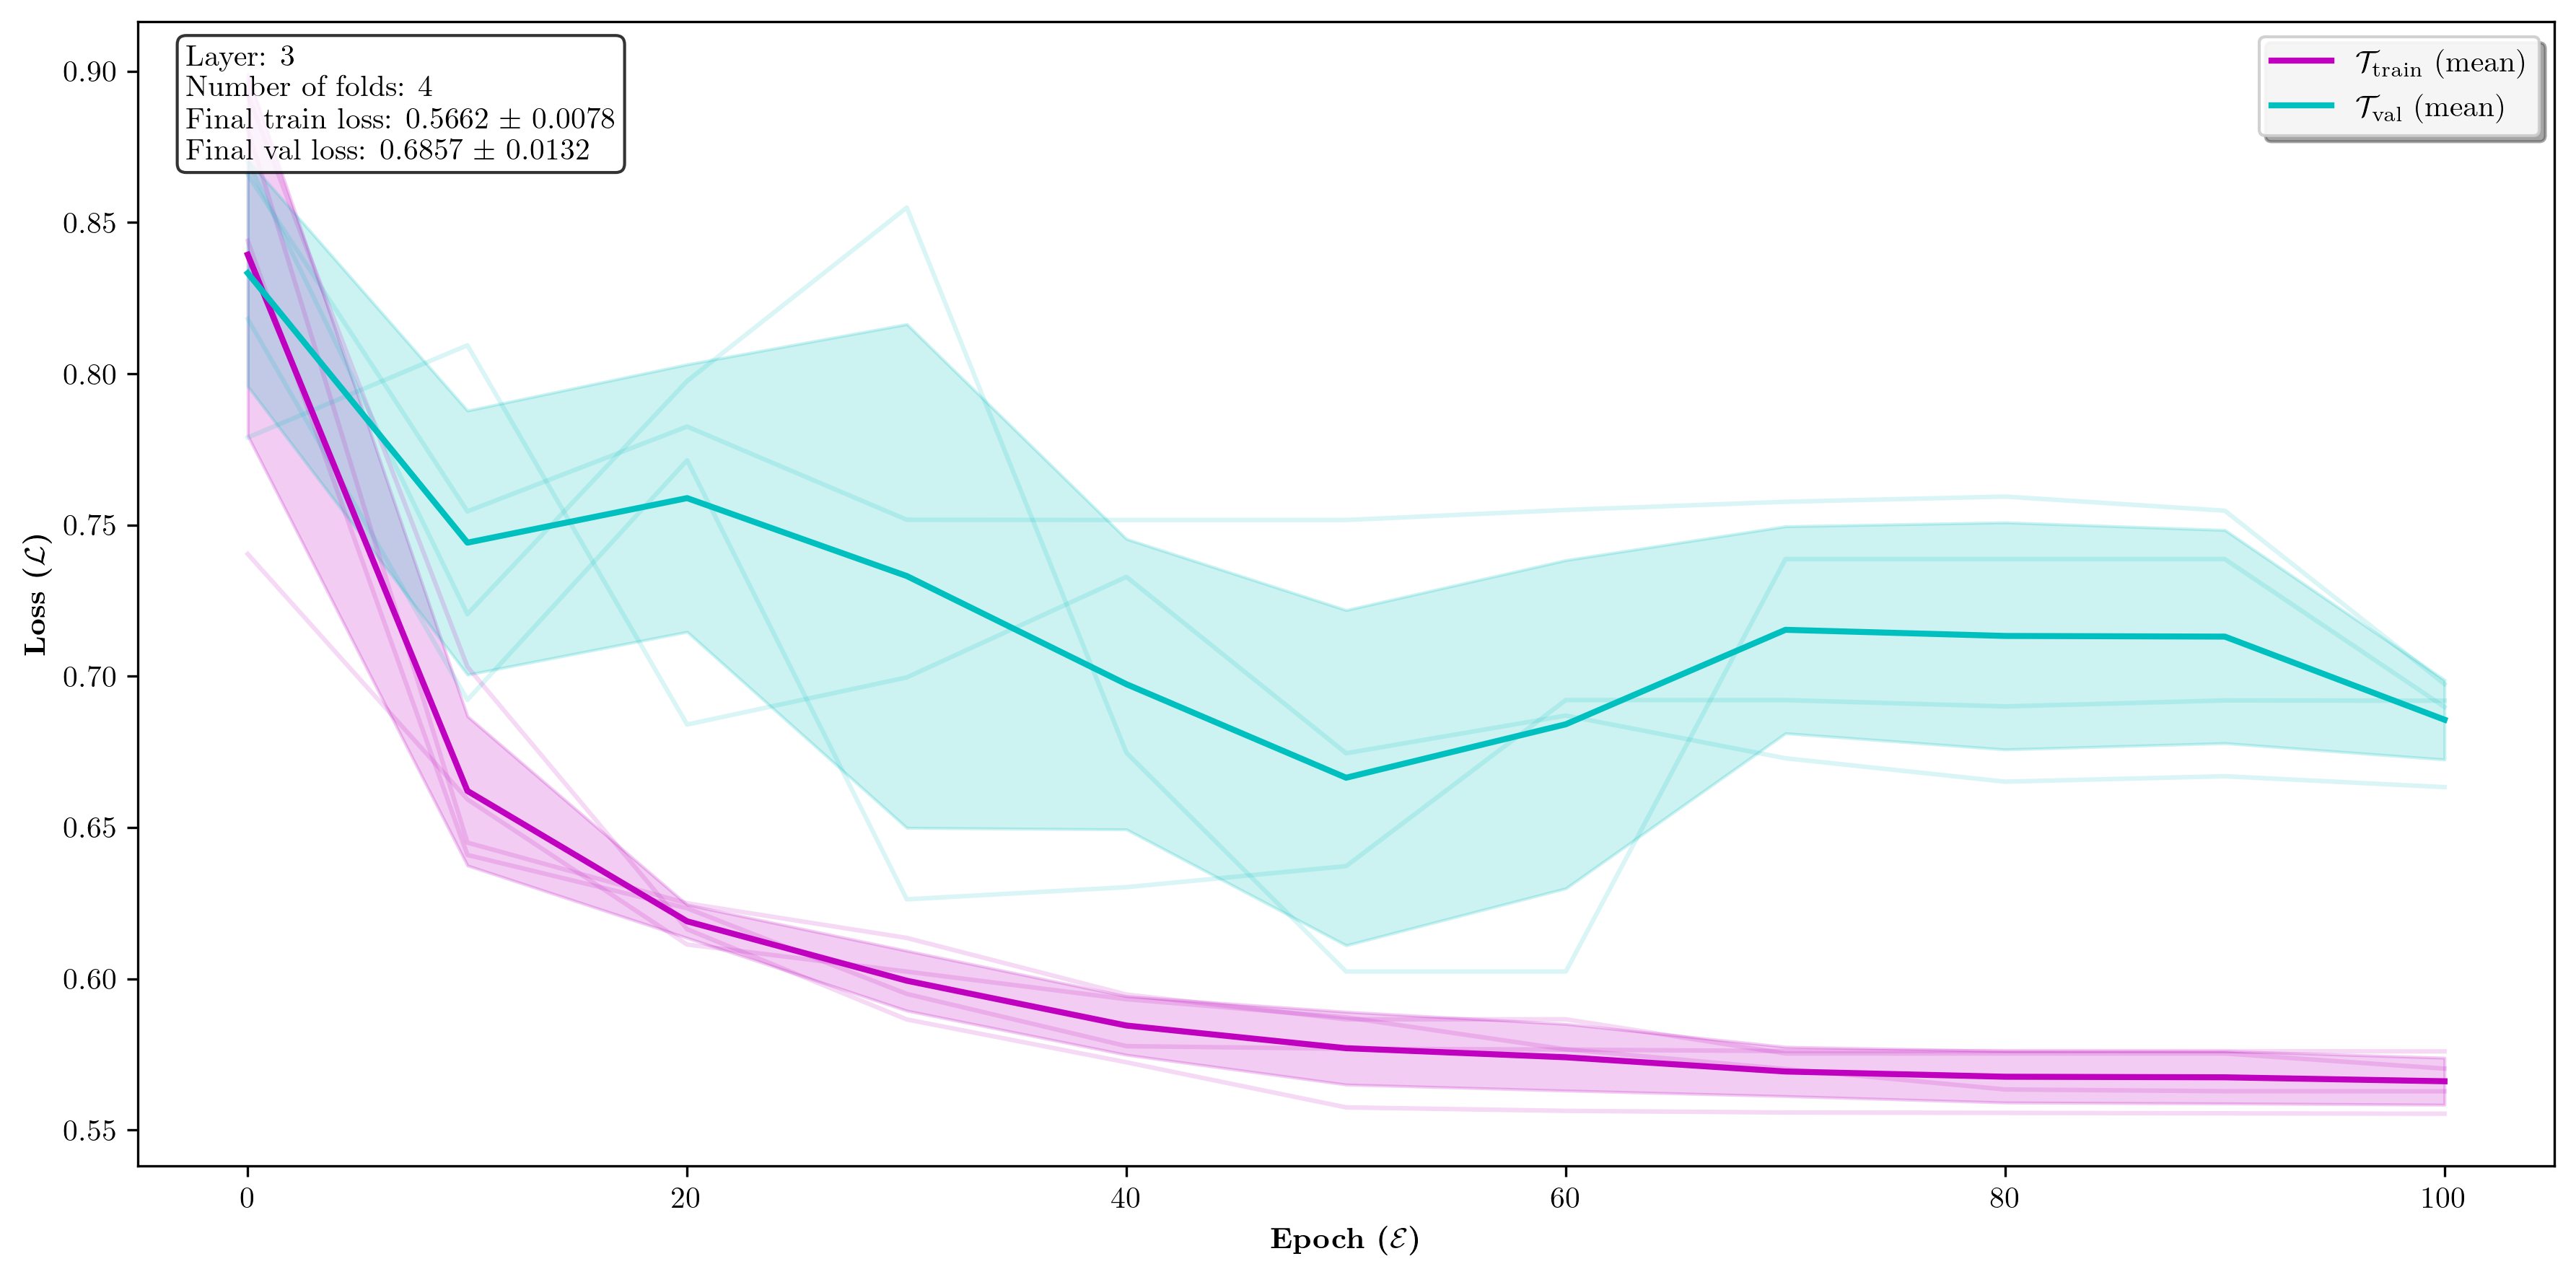 Layer: 3
Number of folds: 4
Final train loss: 0.5662 ± 0.0078
Final val loss: 0.6857 ± 0.0132
𝒯train (mean)
𝒯val (mean)
0.90
0.85
0.80
0.75
0.70
0.65
0.60
0.55
Loss (ℒ)
0 20 40 60 80 100
Epoch (ℰ)